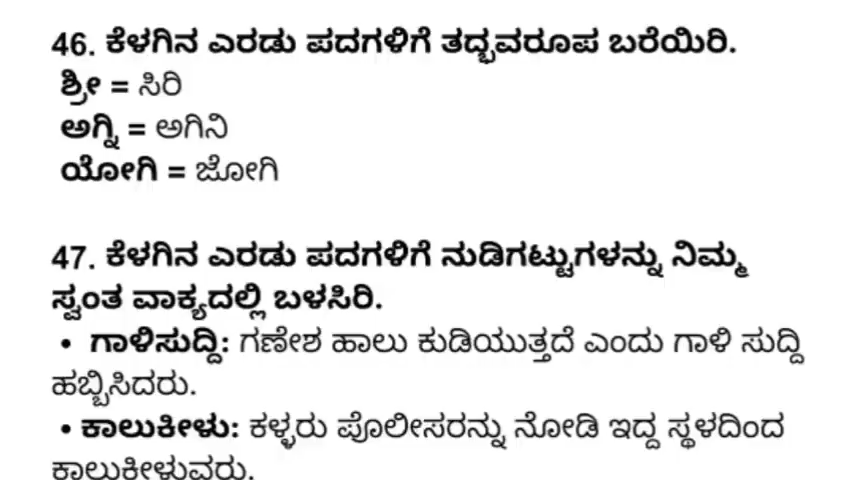 46. ಕೆಳಗಿನ ಎರಡು ಪದಗಳಿಗೆ ತದ್ಭವರೂಪ ಬರೆಯಿರಿ.
ಶ್ರೀ = ಸಿರಿ
ಅಗ್ನಿ = ಅಗಿನಿ
ಯೋಗಿ = ಜೋಗಿ
47. ಕೆಳಗಿನ ಎರಡು ಪದಗಳಿಗೆ ನುಡಿಗಟ್ಟುಗಳನ್ನು ನಿಮ್ಮ
ಸ್ವಂತ ವಾಕ್ಯದಲ್ಲಿ ಬಳಸಿರಿ.
• ಗಾಳಿಸುದ್ದಿ: ಗಣೇಶ ಹಾಲು ಕುಡಿಯುತ್ತದೆ ಎಂದು ಗಾಳಿ ಸುದ್ದಿ
ಹಬ್ಬಿಸಿದರು.
• ಕಾಲುಕೀಳು: ಕಳ್ಳರು ಪೊಲೀಸರನ್ನು ನೋಡಿ ಇದ್ದ ಸ್ಥಳದಿಂದ
ಕಾಲುಕೀಳುವರು.